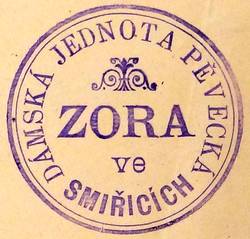 DÁMSKÁ JEDNOTA PĚVECKÁ
ZORA
ve
SMIŘICÍCH